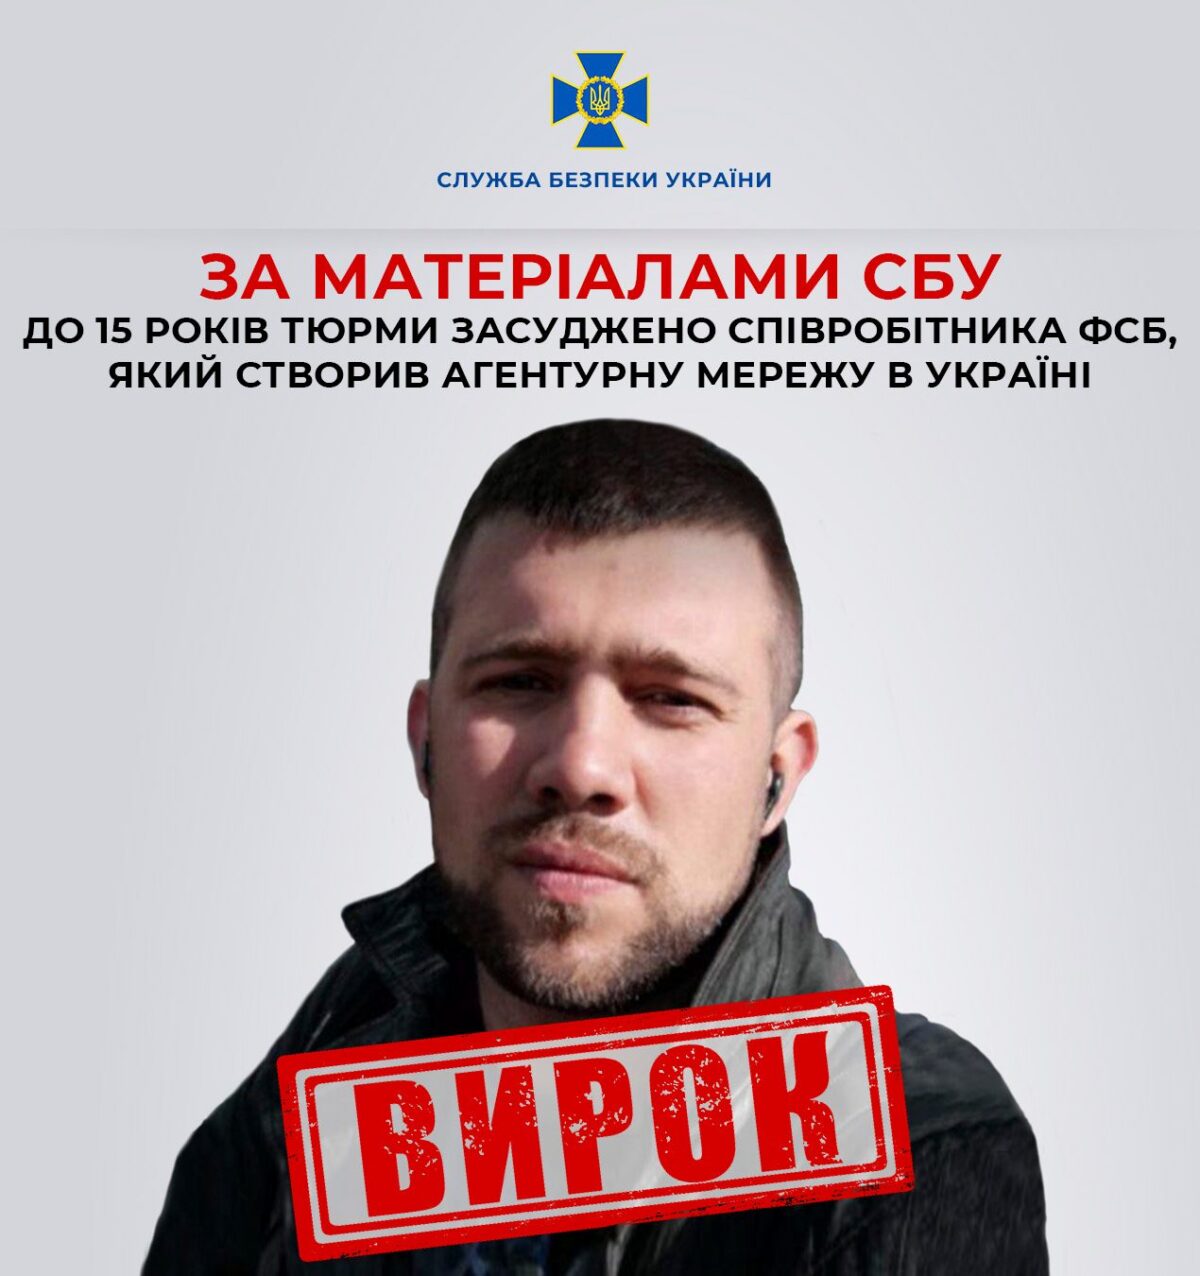 СЛУЖБА БЕЗПЕКИ УКРАЇНИ
ЗА МАТЕРІАЛАМИ СБУ
ДО 15 РОКІВ ТЮРМИ ЗАСУДЖЕНО СПІВРОБІТНИКА ФСБ,
ЯКИЙ СТВОРИВ АГЕНТУРНУ МЕРЕЖУ В УКРАЇНІ
ВИРОК